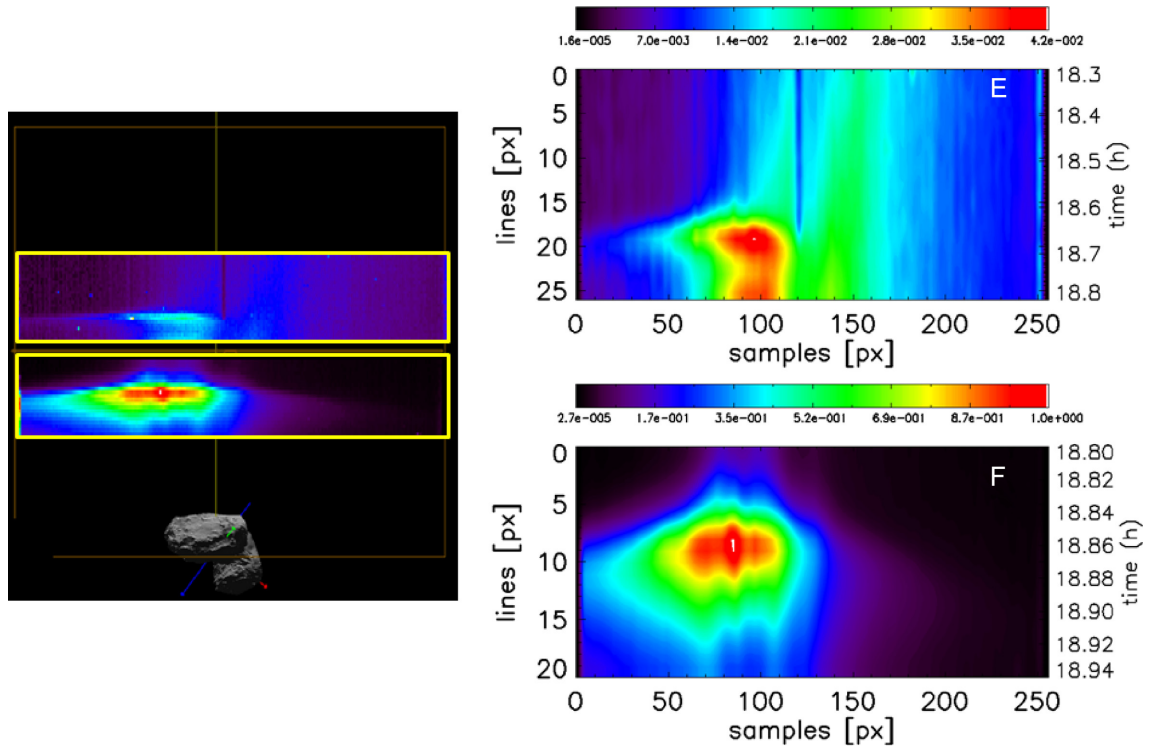 1.6e-005 7.0e-003 1.4e-002 2.1e-002 2.8e-002 3.5e-002 4.2e-002
E
0
5
10
15
20
25
lines [px]
18.3
18.4
18.5
18.6
18.7
18.8
time (h)
0 50 100 150 200 250
samples [px]
2.7e-005 1.7e-001 3.5e-001 5.2e-001 6.9e-001 8.7e-001 1.0e+000
F
0
5
10
15
20
lines [px]
18.80
18.82
18.84
18.86
18.88
18.90
18.92
18.94
time (h)
0 50 100 150 200 250
samples [px]